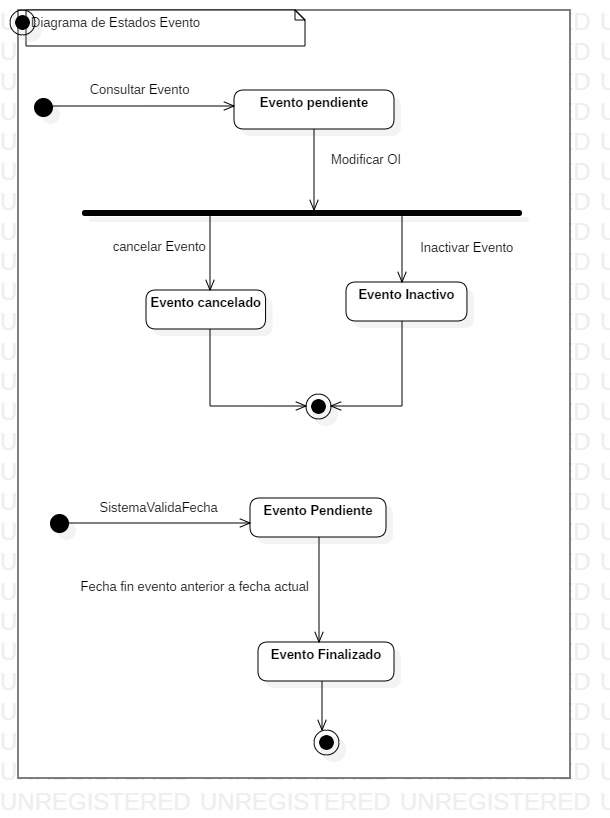 Diagrama de Estados Evento
Consultar Evento
Evento pendiente
Modificar OI
cancelar Evento
Inactivar Evento
Evento cancelado
Evento Inactivo
SistemaValidaFecha
Evento Pendiente
Fecha fin evento anterior a fecha actual
Evento Finalizado
UNREGISTERED UNREGISTERED UNREGISTERED U